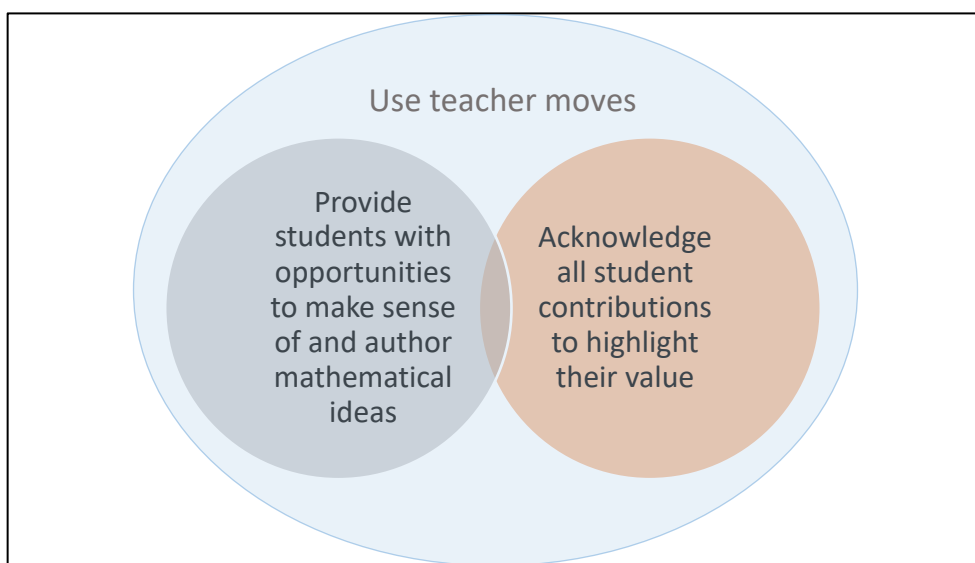 Use teacher moves
Provide
students with
opportunities
to make sense
of and author
mathematical
ideas
Acknowledge
all student
contributions
to highlight
their value